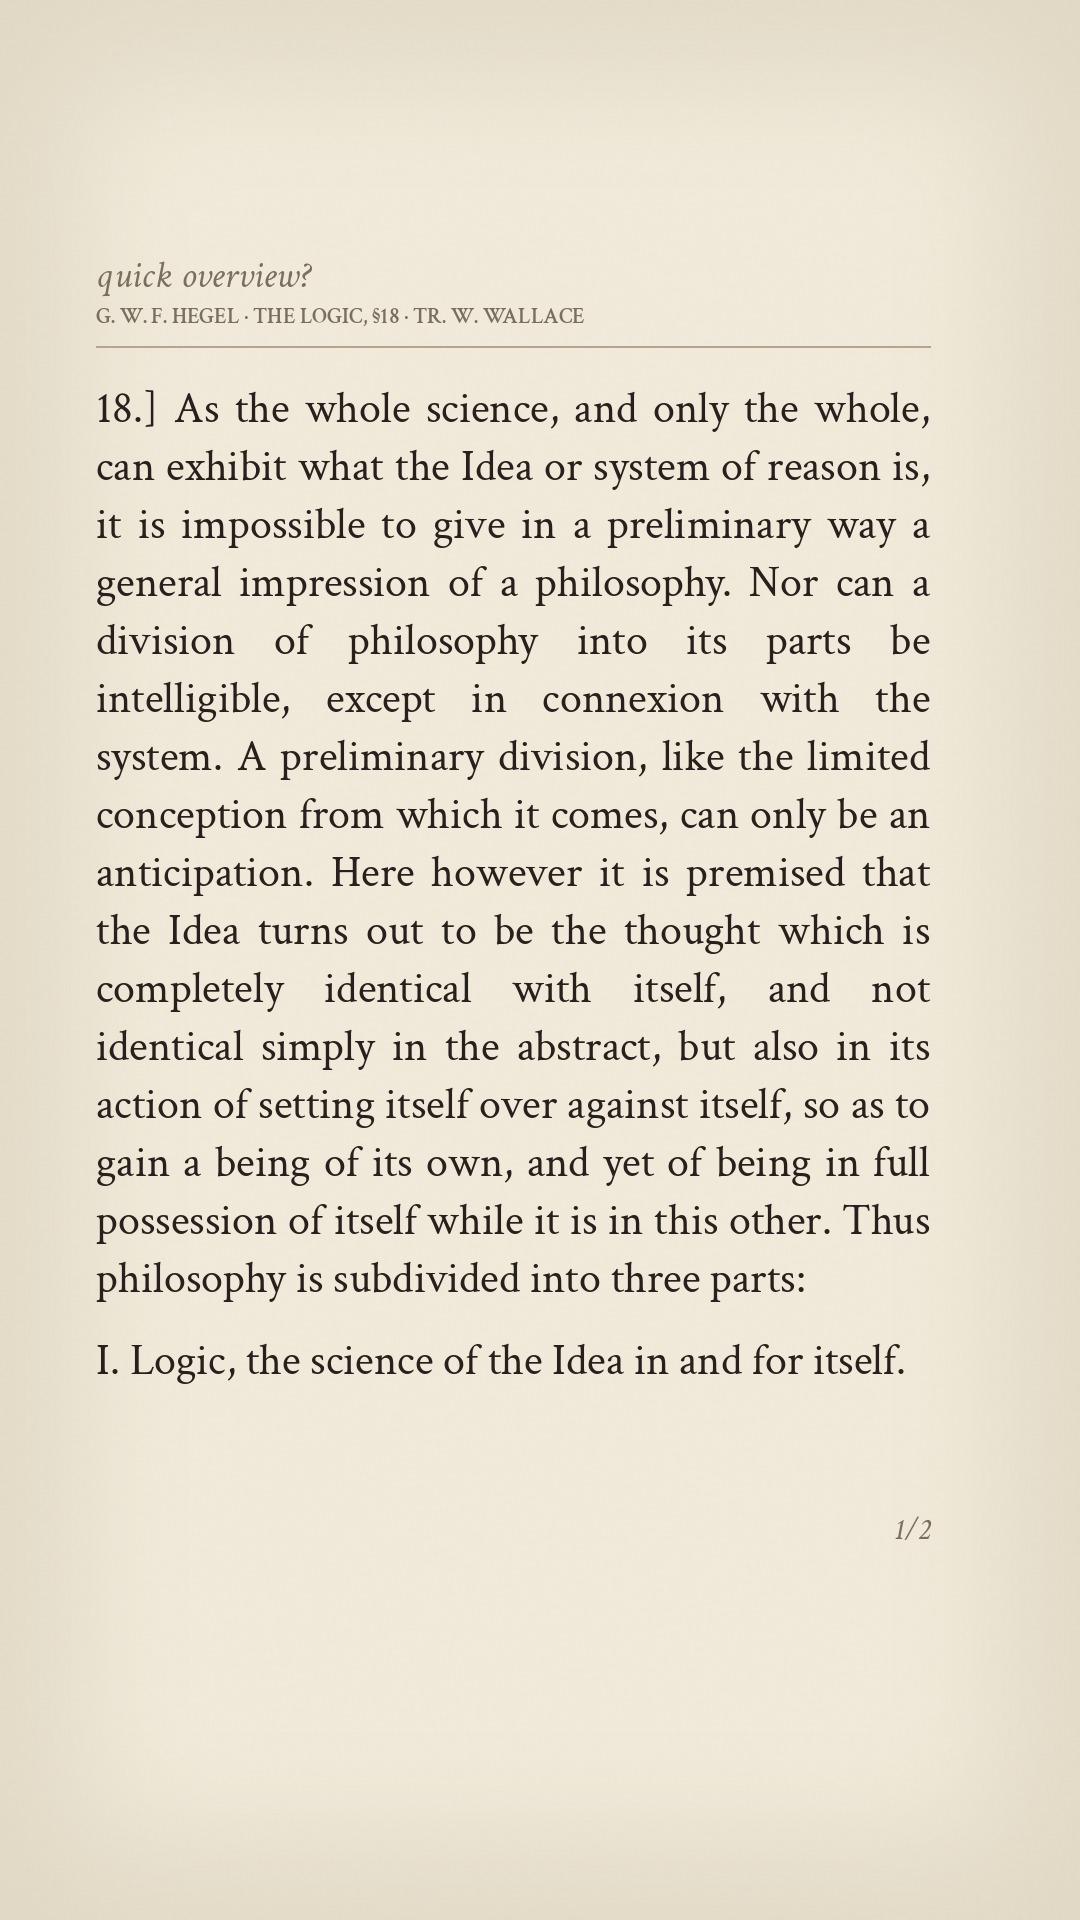 quick overview?
G. W. F. HEGEL · THE LOGIC, §18 · TR. W. WALLACE
18.] As the whole science, and only the whole,
can exhibit what the Idea or system of reason is,
it is impossible to give in a preliminary way a
general impression of a philosophy. Nor can a
division of philosophy into its parts be
intelligible, except in connexion with the
system. A preliminary division, like the limited
conception from which it comes, can only be an
anticipation. Here however it is premised that
the Idea turns out to be the thought which is
completely identical with itself, and not
identical simply in the abstract, but also in its
action of setting itself over against itself, so as to
gain a being of its own, and yet of being in full
possession of itself while it is in this other. Thus
philosophy is subdivided into three parts:
I. Logic, the science of the Idea in and for itself.
1/2